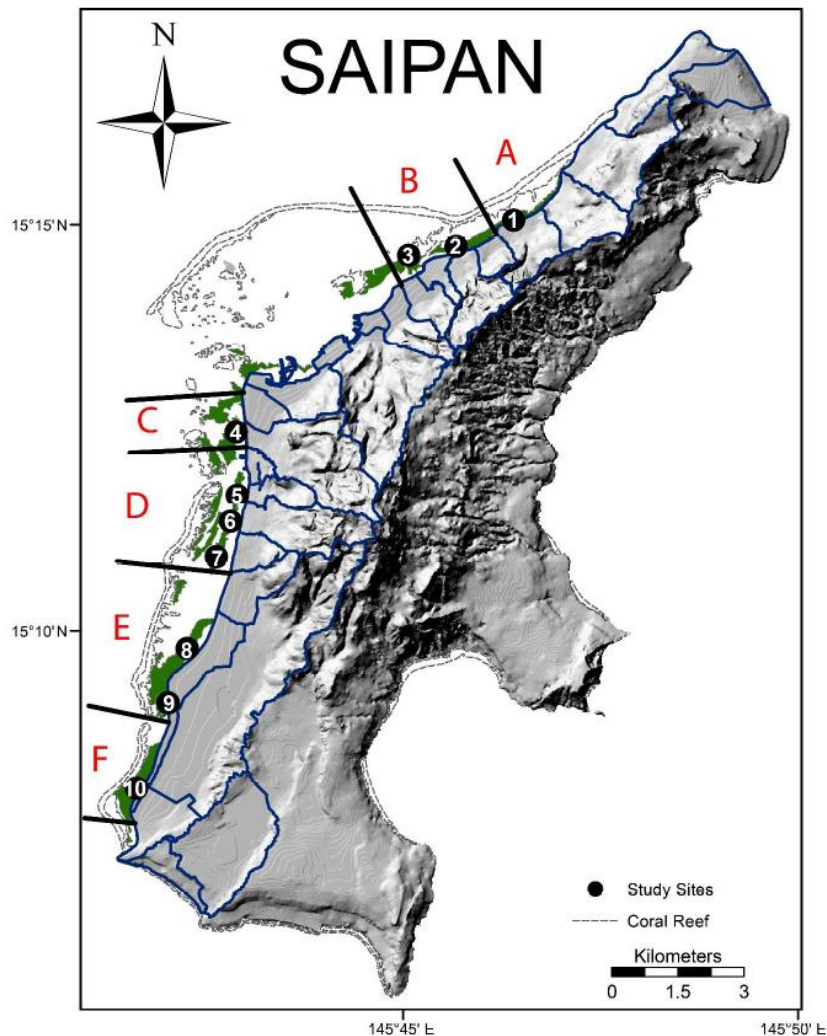 N
SAIPAN
A
B
15°15'N
1
2
3
C
4
D
5
6
7
15°10'N
E
8
9
F
10
Study Sites
Coral Reef
Kilometers
0 1.5 3
145°45' E
145°50' E